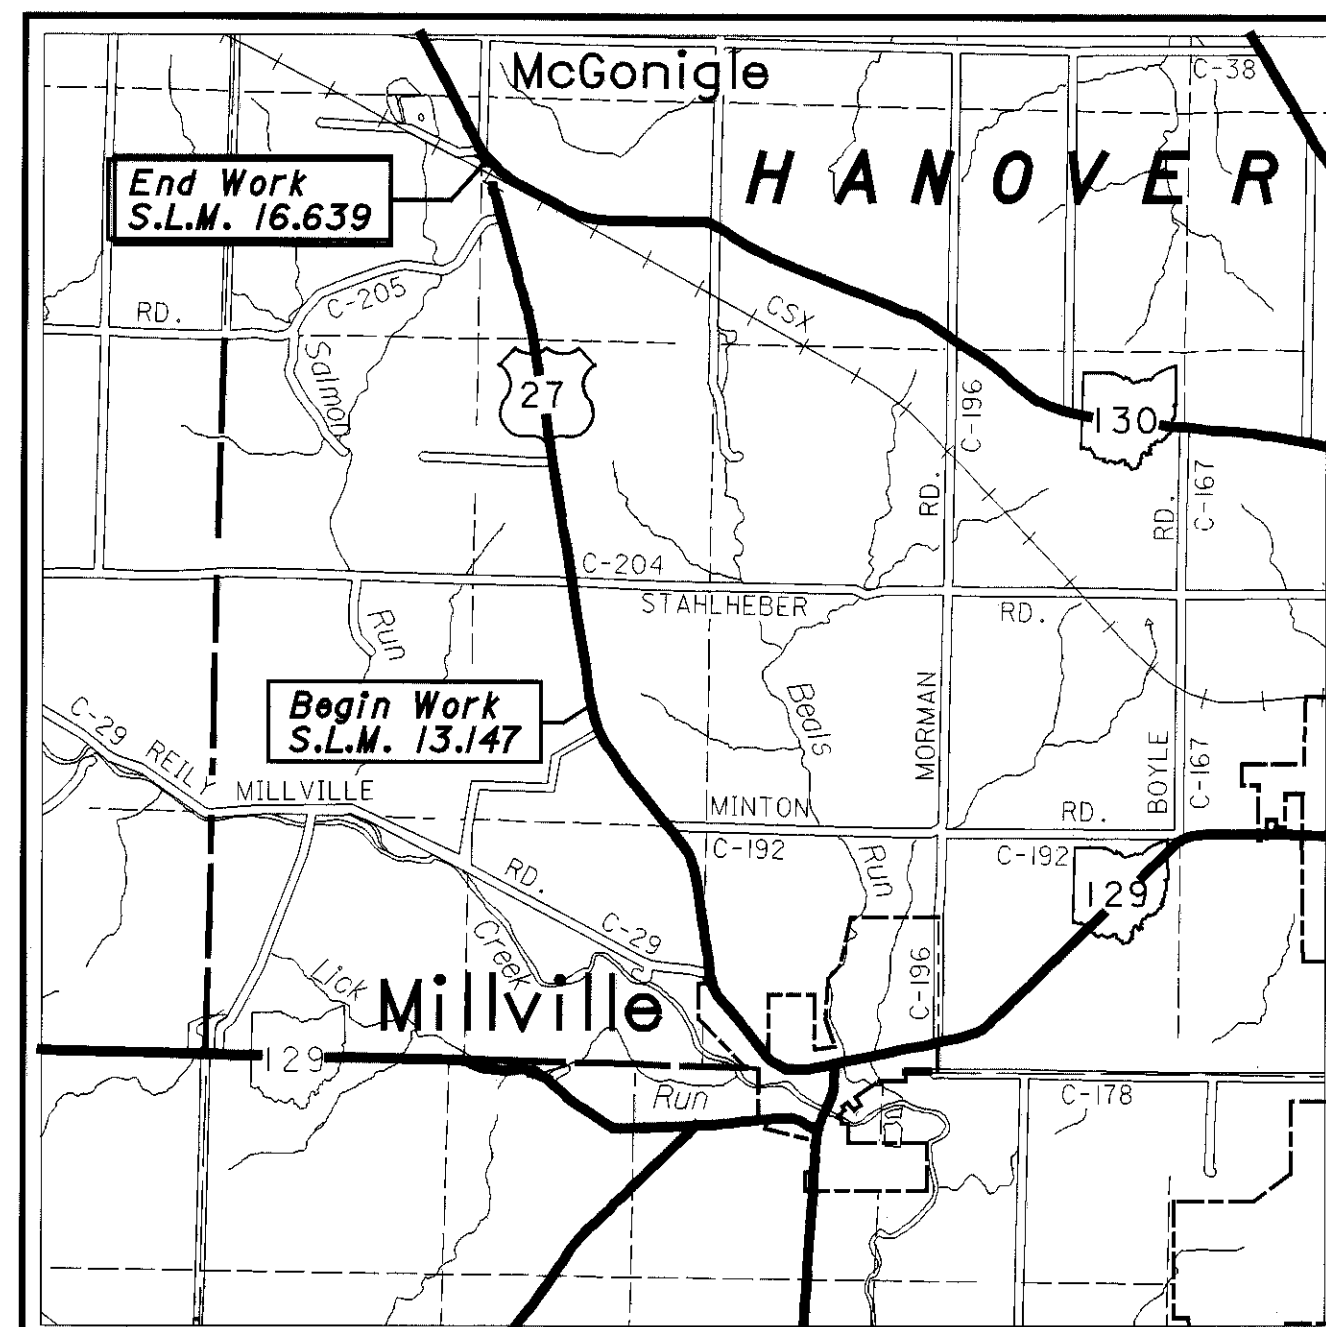 McGonigle
C-38
HANOVER
End Work
S.L.M. 16.639
C-205
RD.
CSX
Salmon
27
C-196
130
RD.
RD.
C-167
C-204
STAHLHEBER
RD.
Run
Begin Work
S.L.M. 13.147
Beals
MORMAN
C-29
REILY
MILLVILLE
BOYLE
C-167
MINTON
RD.
C-192
Run
C-192
RD.
129
C-29
Creek
C-196
Lick
Millville
129
Run
C-178